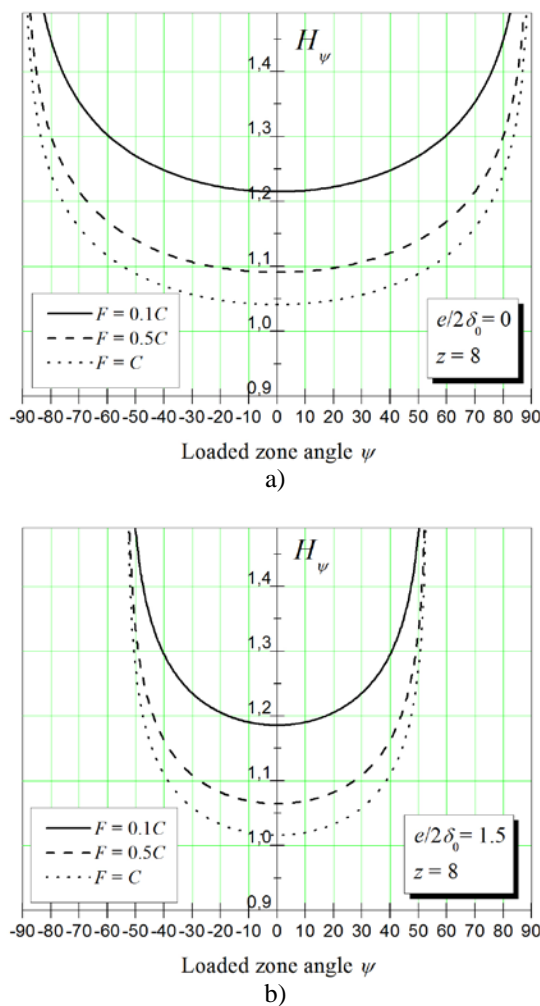 H_ψ
1,4
1,3
1,2
1,1
1,0
0,9
F = 0.1C
F = 0.5C
F = C
e/2δ₀ = 0
z = 8
-90 -80 -70 -60 -50 -40 -30 -20 -10 0 10 20 30 40 50 60 70 80 90
Loaded zone angle ψ
a)
H_ψ
1,4
1,3
1,2
1,1
1,0
0,9
F = 0.1C
F = 0.5C
F = C
e/2δ₀ = 1.5
z = 8
-90 -80 -70 -60 -50 -40 -30 -20 -10 0 10 20 30 40 50 60 70 80 90
Loaded zone angle ψ
b)